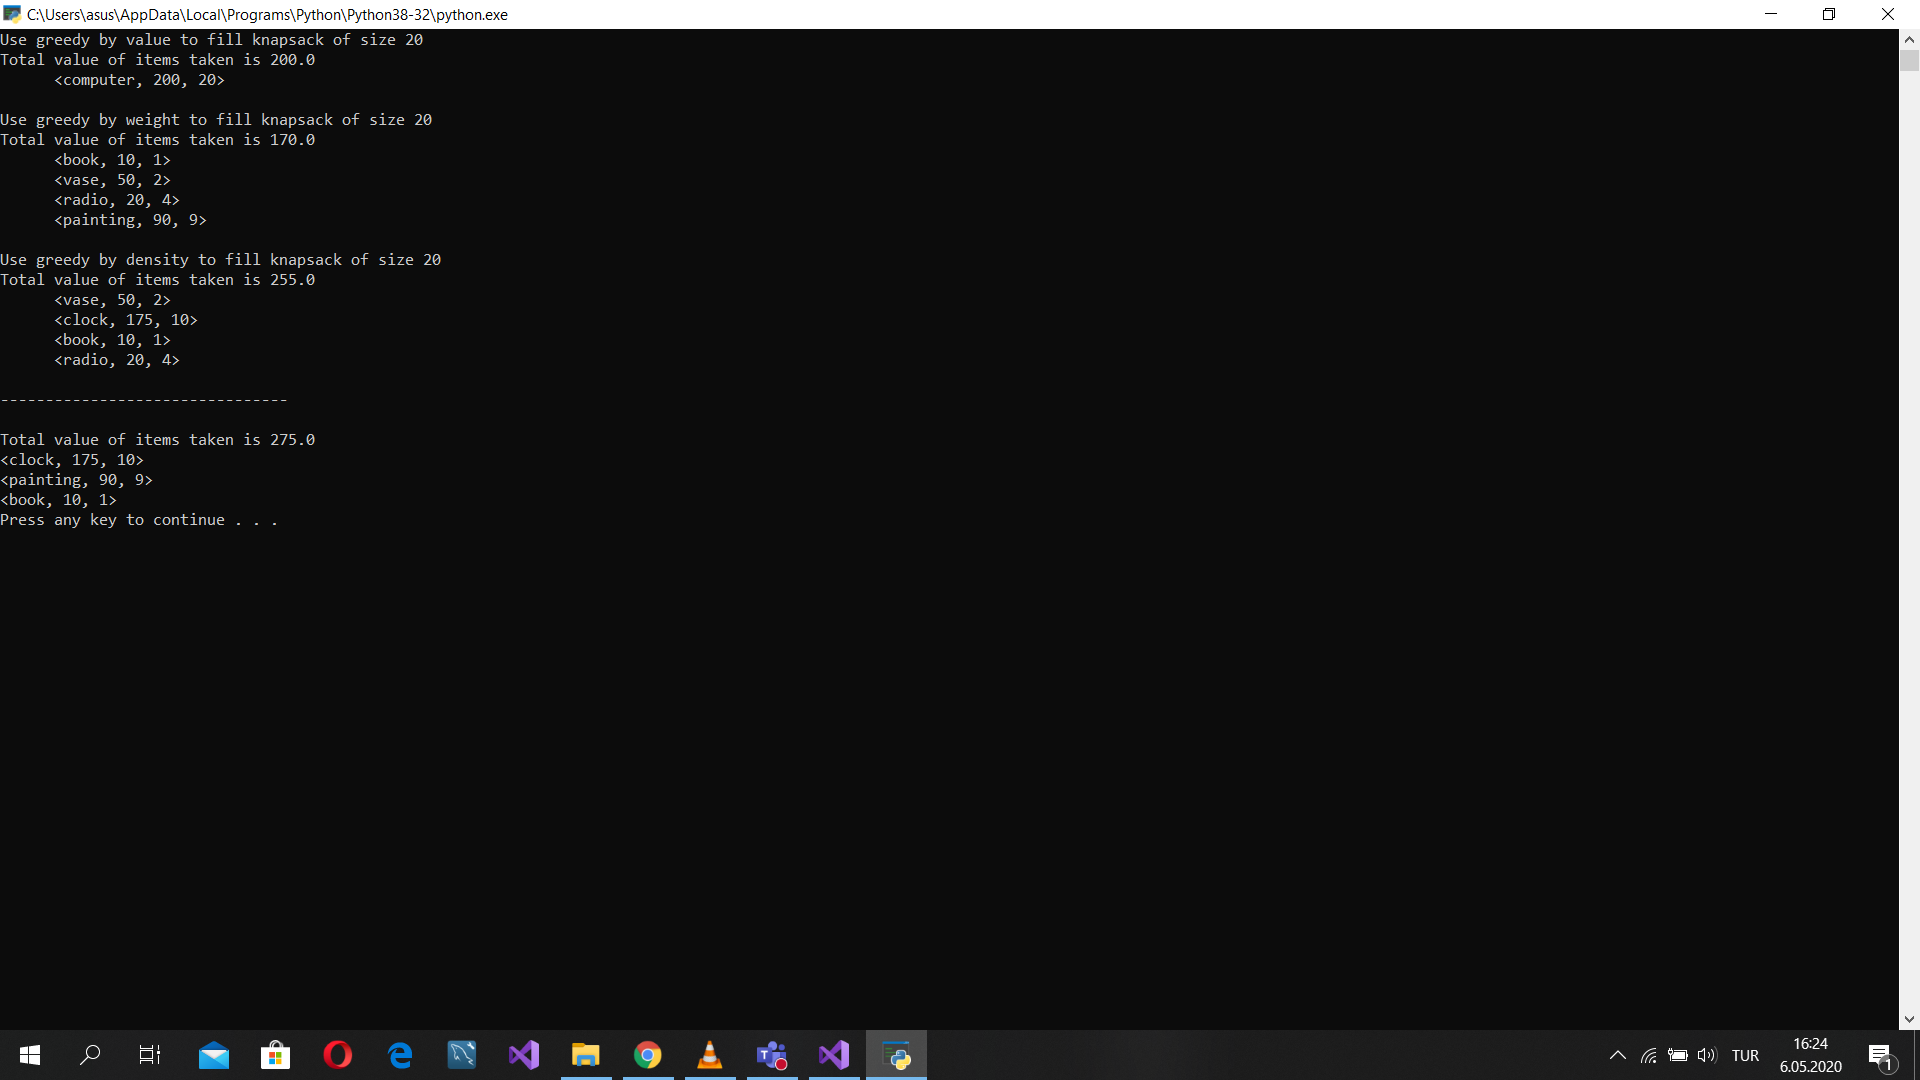 C:\Users\asus\AppData\Local\Programs\Python\Python38-32\python.exe
Use greedy by value to fill knapsack of size 20
Total value of items taken is 200.0
      <computer, 200, 20>

Use greedy by weight to fill knapsack of size 20
Total value of items taken is 170.0
      <book, 10, 1>
      <vase, 50, 2>
      <radio, 20, 4>
      <painting, 90, 9>

Use greedy by density to fill knapsack of size 20
Total value of items taken is 255.0
      <vase, 50, 2>
      <clock, 175, 10>
      <book, 10, 1>
      <radio, 20, 4>

--------------------------------

Total value of items taken is 275.0
<clock, 175, 10>
<painting, 90, 9>
<book, 10, 1>
Press any key to continue . . .
TUR
16:24
6.05.2020
1